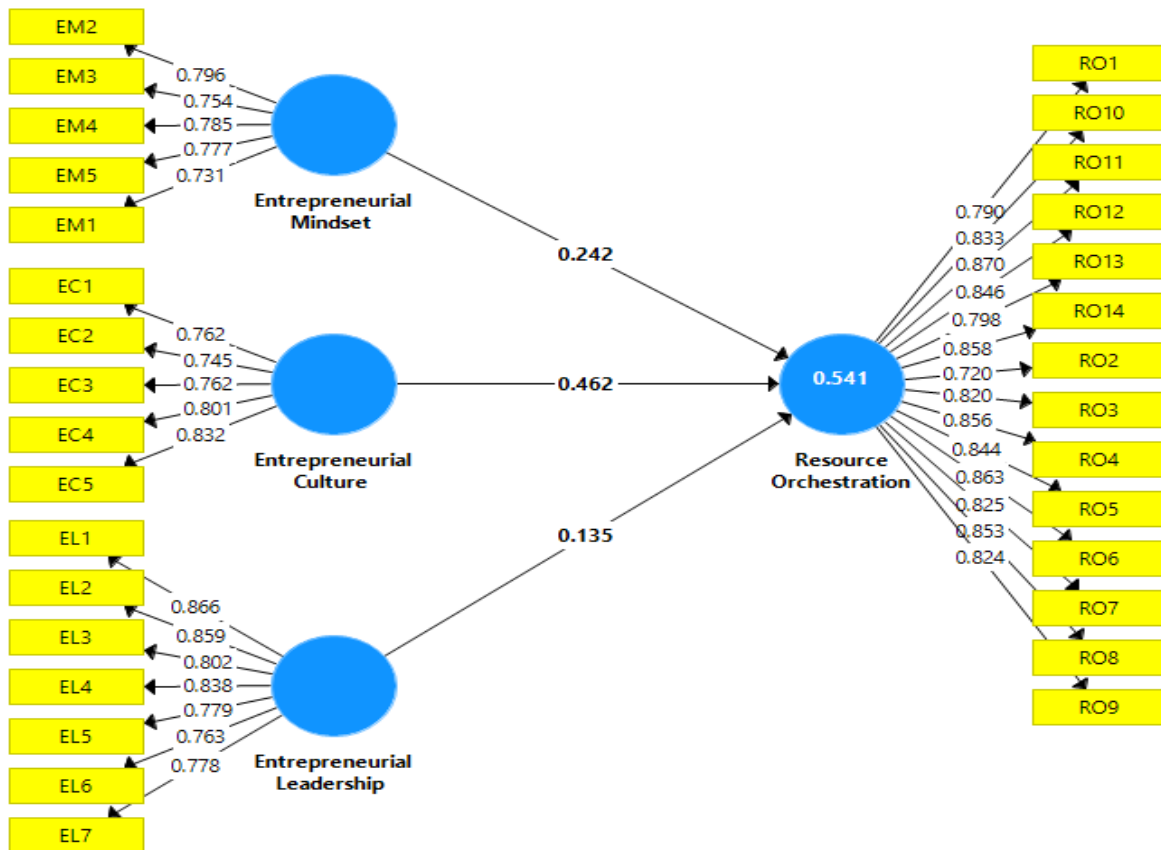 EM2
EM3
EM4
EM5
EM1
0.796
0.754
0.785
0.777
0.731
Entrepreneurial
Mindset
0.242
EC1
EC2
EC3
EC4
EC5
0.762
0.745
0.762
0.801
0.832
Entrepreneurial
Culture
0.462
EL1
EL2
EL3
EL4
EL5
EL6
EL7
0.866
0.859
0.802
0.838
0.779
0.763
0.778
Entrepreneurial
Leadership
0.135
0.541
Resource
Orchestration
0.790
0.833
0.870
0.846
0.798
0.858
0.720
0.820
0.856
0.844
0.863
0.825
0.853
0.824
RO1
RO10
RO11
RO12
RO13
RO14
RO2
RO3
RO4
RO5
RO6
RO7
RO8
RO9